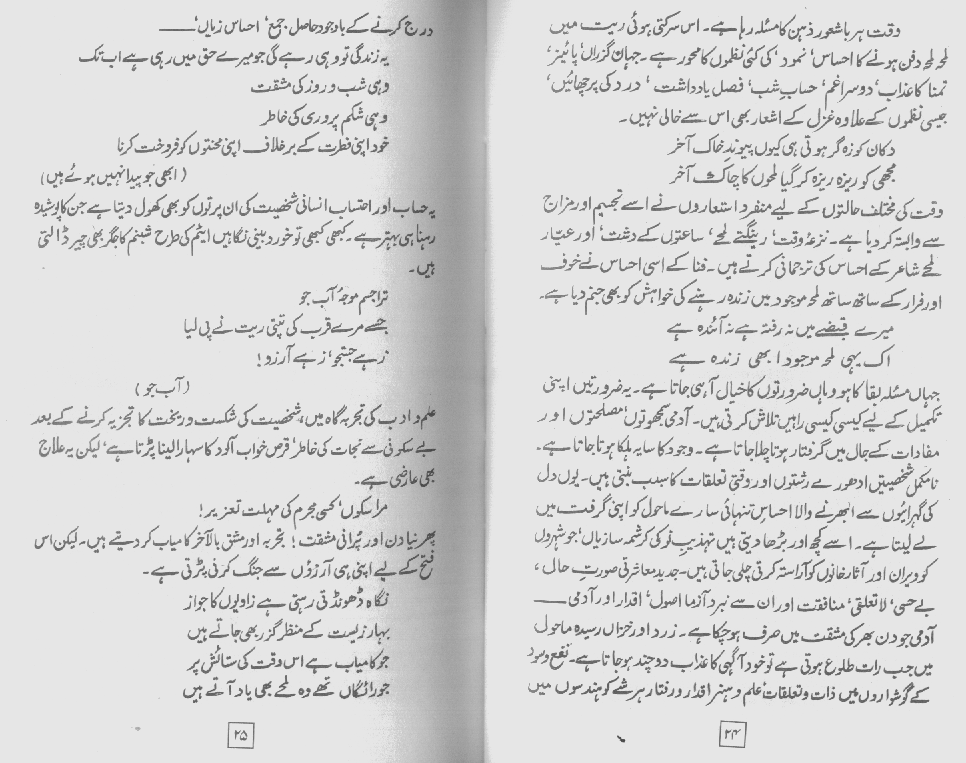 وقت ہر باشعور ذہن کا مسئلہ رہا ہے۔ اس سرکتی ہوئی ریت میں
لمحہ لمحہ دفن ہونے کا احساس ’نمود‘ کی کئی نظموں کا محور ہے۔ ’جہانِ گزراں‘ ’پائیز‘
تمنا کا عذاب‘ ’دوسرا غم‘ ’حسابِ شب‘ ’فصل یادداشت‘ ’درد کی پرچھائیں‘
جیسی نظموں کے علاوہ غزل کے اشعار بھی اس سے خالی نہیں۔
دکان کوزہ گر ہوتی ہی کیوں پیوندِ خاک آخر
مجھی کو ریزہ ریزہ کر گیا لمحوں کا چاک آخر
وقت کی مختلف حالتوں کے لیے منفرد استعاروں نے اسے تجسیم اور مزاج
سے وابستہ کر دیا ہے۔ نرغۂ وقت‘ رینگتے لمحے‘ ساعتوں کے دشت‘ اور عیّار
لمحے شاعر کے احساس کی ترجمانی کرتے ہیں۔ فنا کے اسی احساس نے خوف
اور فرار کے ساتھ ساتھ لمحہ موجود میں زندہ رہنے کی خواہش کو بھی جنم دیا ہے۔
میرے قبضے میں نہ رفتہ ہے نہ آئندہ ہے
اک یہی لمحہ موجود ابھی زندہ ہے
جہاں مسئلہ بقا کا ہو وہاں ضرورتوں کا خیال آ ہی جاتا ہے۔ یہ ضرورتیں اپنی
تکمیل کے لیے کیسی کیسی راہیں تلاش کرتی ہیں۔ آدمی سمجھوتوں‘ مصلحتوں اور
مفادات کے جال میں گرفتار ہوتا چلا جاتا ہے۔ وجود کا سایہ ہلکا ہوتا جاتا ہے۔
نامکمل شخصیتیں ادھورے رشتوں اور وقتی تعلقات کا سبب بنتی ہیں۔ یوں دل
کی گہرائیوں سے ابھرنے والا احساسِ تنہائی سارے ماحول کو اپنی گرفت میں
لے لیتا ہے۔ اسے کچھ اور بڑھا دیتی ہیں تہذیبِ نو کی کرشمہ سازیاں‘ جو شہروں
کو ویران اور آثار خانوں کو آراستہ کرتی چلی جاتی ہیں۔ جدید معاشرتی صورتِ حال،
بے حسی‘ لاتعلقی‘ منافقت اور ان سے نبرد آزما اصول‘ اقدار اور آدمی ——
آدمی جو دن بھر کی مشقت میں صرف ہو چکا ہے۔ زرد اور خزاں رسیدہ ماحول
میں جب رات طلوع ہوتی ہے تو خود آگہی کا عذاب دو چند ہو جاتا ہے۔ نفع و سود
کے گوشواروں میں ذات و تعلقات‘ علم و ہنر اقدار و رفتار ہر شے کو ہندسوں میں
۲۴
درج کرنے کے باوجود حاصل جمع‘ احساس زیاں‘ ——
یہ زندگی تو وہی رہے گی جو میرے حق میں رہی ہے اب تک
وہی شب و روز کی مشقت
وہی شکم پروری کی خاطر
خود اپنی فطرت کے برخلاف اپنی محنتوں کو فروخت کرنا
(ابھی جو پیدا نہیں ہوئے ہیں)
یہ حساب اور احتساب انسانی شخصیت کی ان پرتوں کو بھی کھول دیتا ہے جن کا پوشیدہ
رہنا ہی بہتر ہے۔ کبھی کبھی تو خوردبینی نگاہیں ایٹم کی طرح شبنم کا جگر بھی چیر ڈالتی
ہیں۔
ترا جسم موجۂ آب جو
جسے مرے قرب کی تپتی ریت نے پی لیا
زہے جستجو‘ زہے آرزو!
(آب جو)
علم و ادب کی تجربہ گاہ میں، شخصیت کی شکست و ریخت کا تجزیہ کرنے کے بعد
بے سکونی سے نجات کی خاطر‘ قرص خواب آلود کا سہارا لینا پڑتا ہے‘ لیکن یہ علاج
بھی عارضی ہے۔
مرا سکوں‘ کسی مجرم کی مہلت تعزیر!
پھر نیا دن اور پُرانی مشقت! تجربہ اور مشق بالآخر کامیاب کر دیتے ہیں۔ لیکن اس
فتح کے لیے اپنی ہی آرزؤں سے جنگ کرنی پڑتی ہے۔
نگاہ ڈھونڈتی رہتی ہے زاویوں کا جواز
بہار زیست کے منظر گزر بھی جاتے ہیں
جو کامیاب ہے اس وقت کی ستائش پر
جو رائگاں تھے وہ لمحے بھی یاد آتے ہیں
۲۵